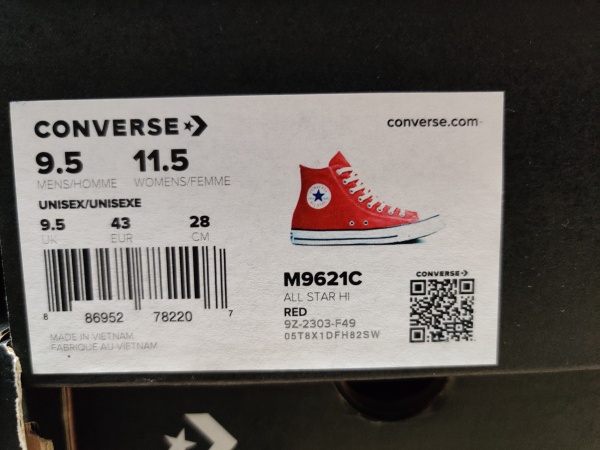 CONVERSE
converse.com
9.5 11.5
MENS/HOMME WOMENS/FEMME
UNISEX/UNISEXE
9.5 43 28
UK EUR CM
8 86952 78220 7
MADE IN VIETNAM
FABRIQUE AU VIETNAM
M9621C
ALL STAR HI
RED
9Z-2303-F49
05T8X1DFH82SW
CONVERSE